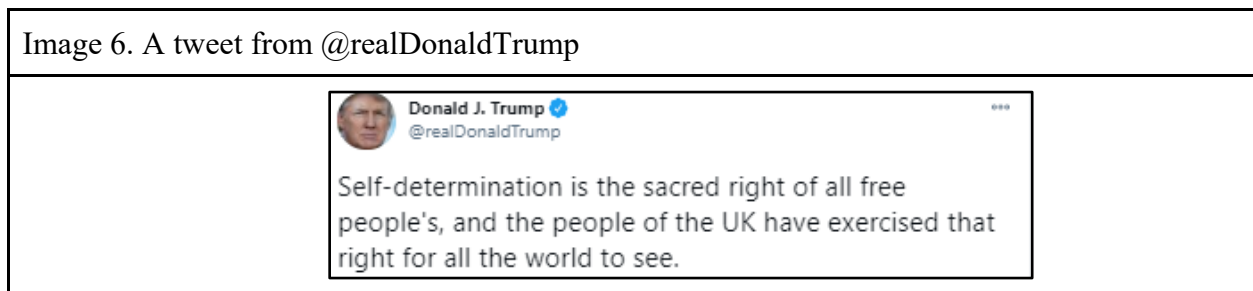 Image 6. A tweet from @realDonaldTrump
Donald J. Trump
@realDonaldTrump
Self-determination is the sacred right of all free
people's, and the people of the UK have exercised that
right for all the world to see.